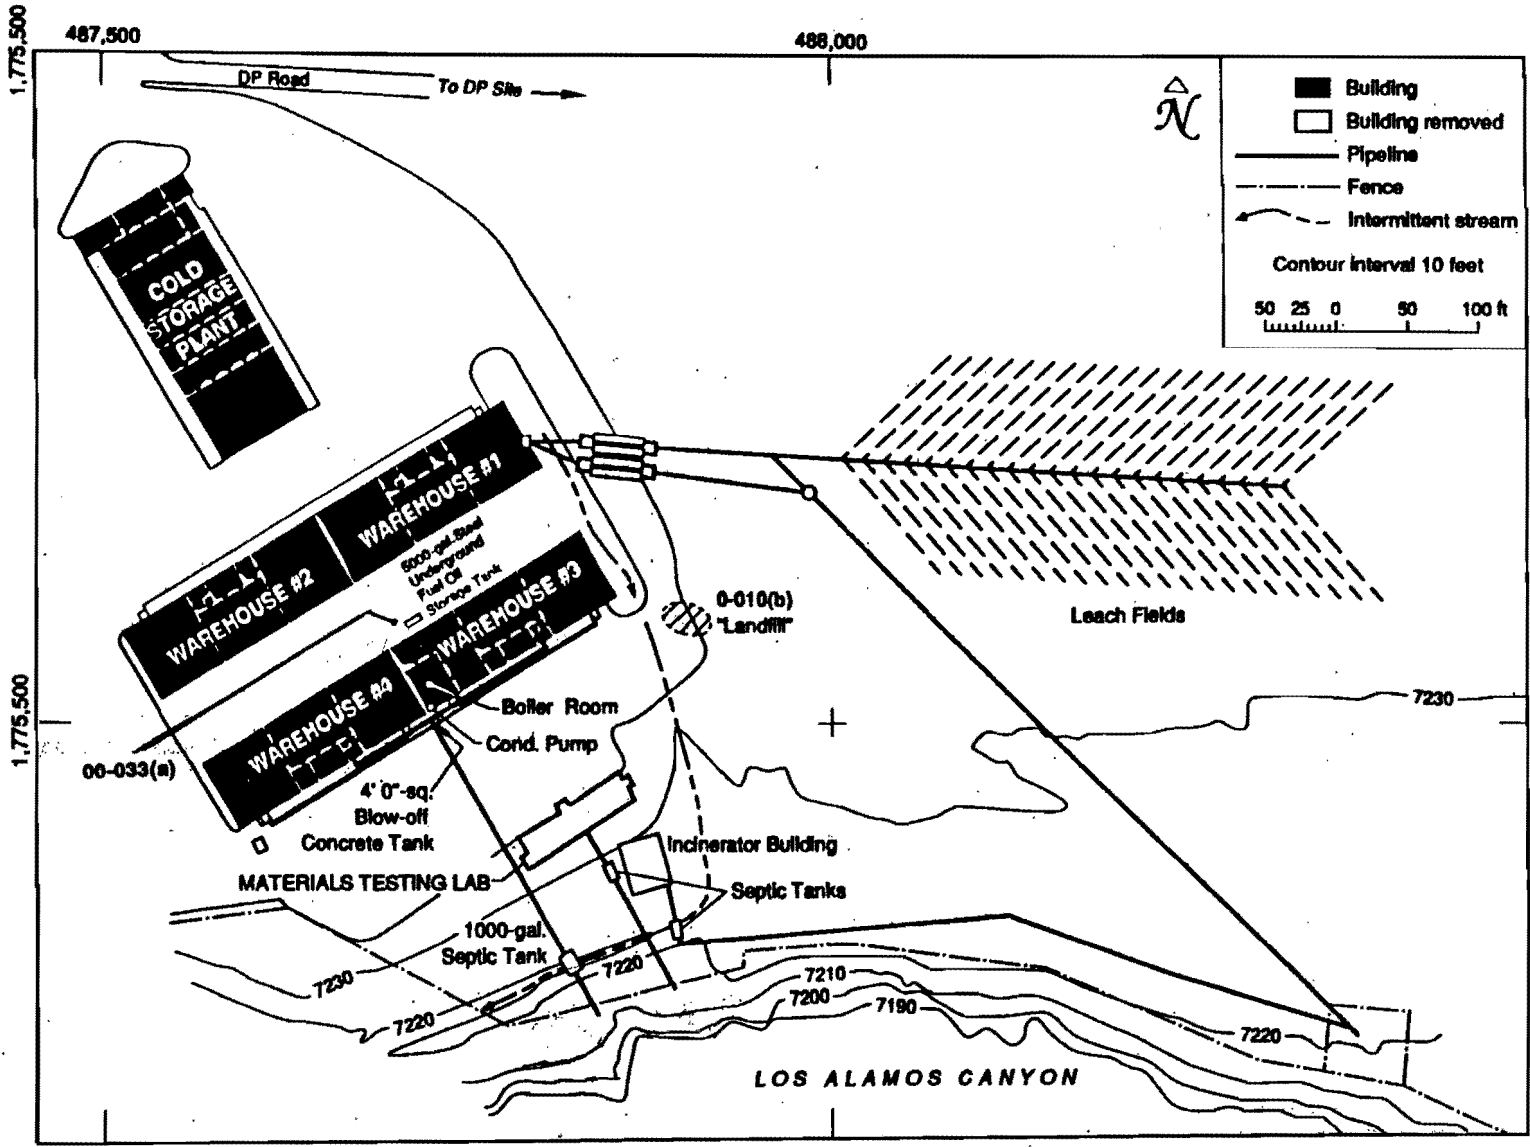 487,500
488,000
1,775,500
DP Road
To DP Site
N
Building
Building removed
Pipeline
Fence
Intermittent stream
Contour interval 10 feet
50 25 0 50 100 ft
COLD
STORAGE
PLANT
WAREHOUSE #1
WAREHOUSE #2
5000-gal.-Steel
Underground
Fuel Oil
Storage Tank
WAREHOUSE #3
WAREHOUSE #4
0-010(b)
"Landfill"
Leach Fields
7230
1,775,500
Boiler Room
Cond. Pump
00-033(a)
4' 0"-sq.
Blow-off
Concrete Tank
Incinerator Building
MATERIALS TESTING LAB
Septic Tanks
1000-gal.
Septic Tank
7220
7230
7210
7200
7190
7220
7220
LOS ALAMOS CANYON